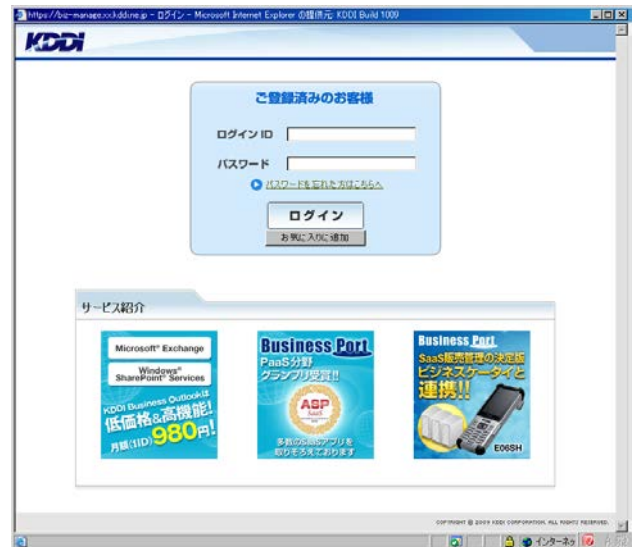 https://biz-manage.xxx.kddine.jp - ログイン - Microsoft Internet Explorer の提供元: KDDI Build 1000
KDDI
ご登録済みのお客様
ログインID
パスワード
パスワードを忘れた方はこちらへ
ログイン
お気に入りに追加
サービス紹介
Microsoft® Exchange
Windows®
SharePoint® Services
KDDI Business Outlookは
低価格&高機能!
月額(1ID)980円!
Business Port
PaaS分野
グランプリ受賞!!
ASP
SaaS
多数のSaaSアプリを
取りそろえております
Business Port
SaaS販売管理の決定版
ビジネスケータイと
連携!!
E06SH
COPYRIGHT © 2009 KDDI CORPORATION, ALL RIGHTS RESERVED.
インターネッ